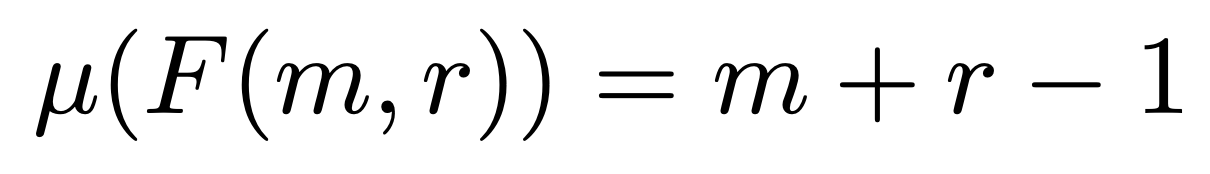 μ(F(m, r)) = m + r − 1